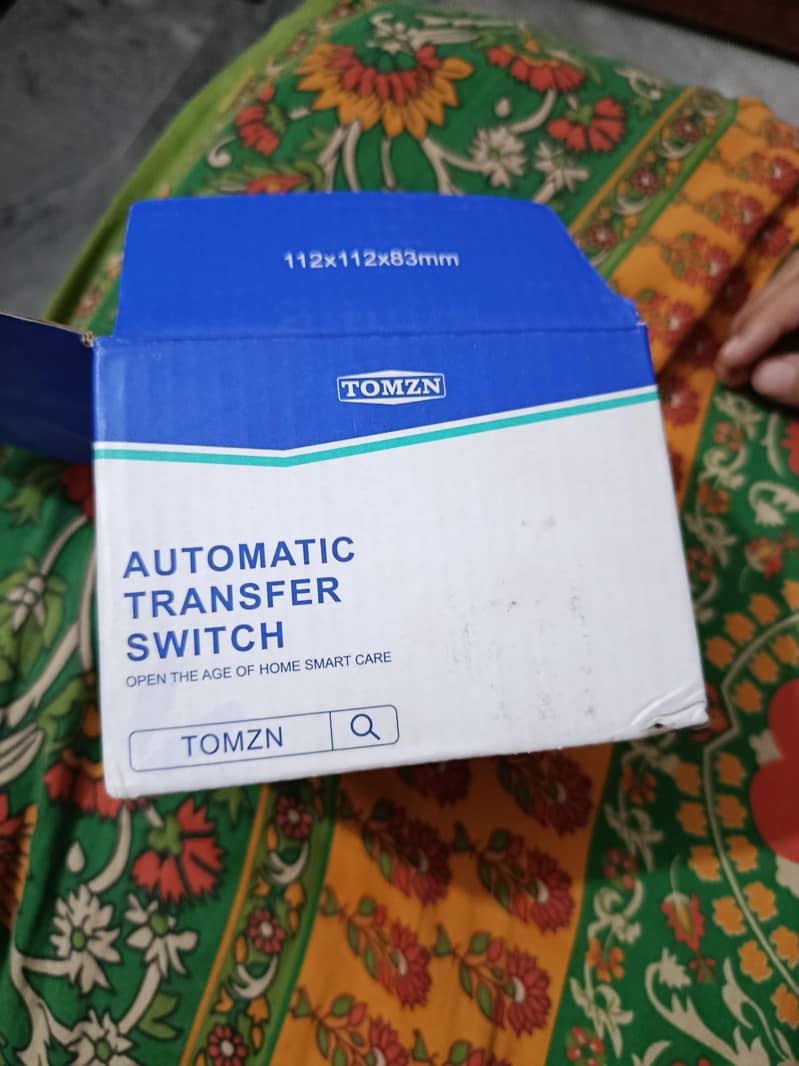 112x112x83mm
TOMZN
AUTOMATIC
TRANSFER
SWITCH
OPEN THE AGE OF HOME SMART CARE
TOMZN